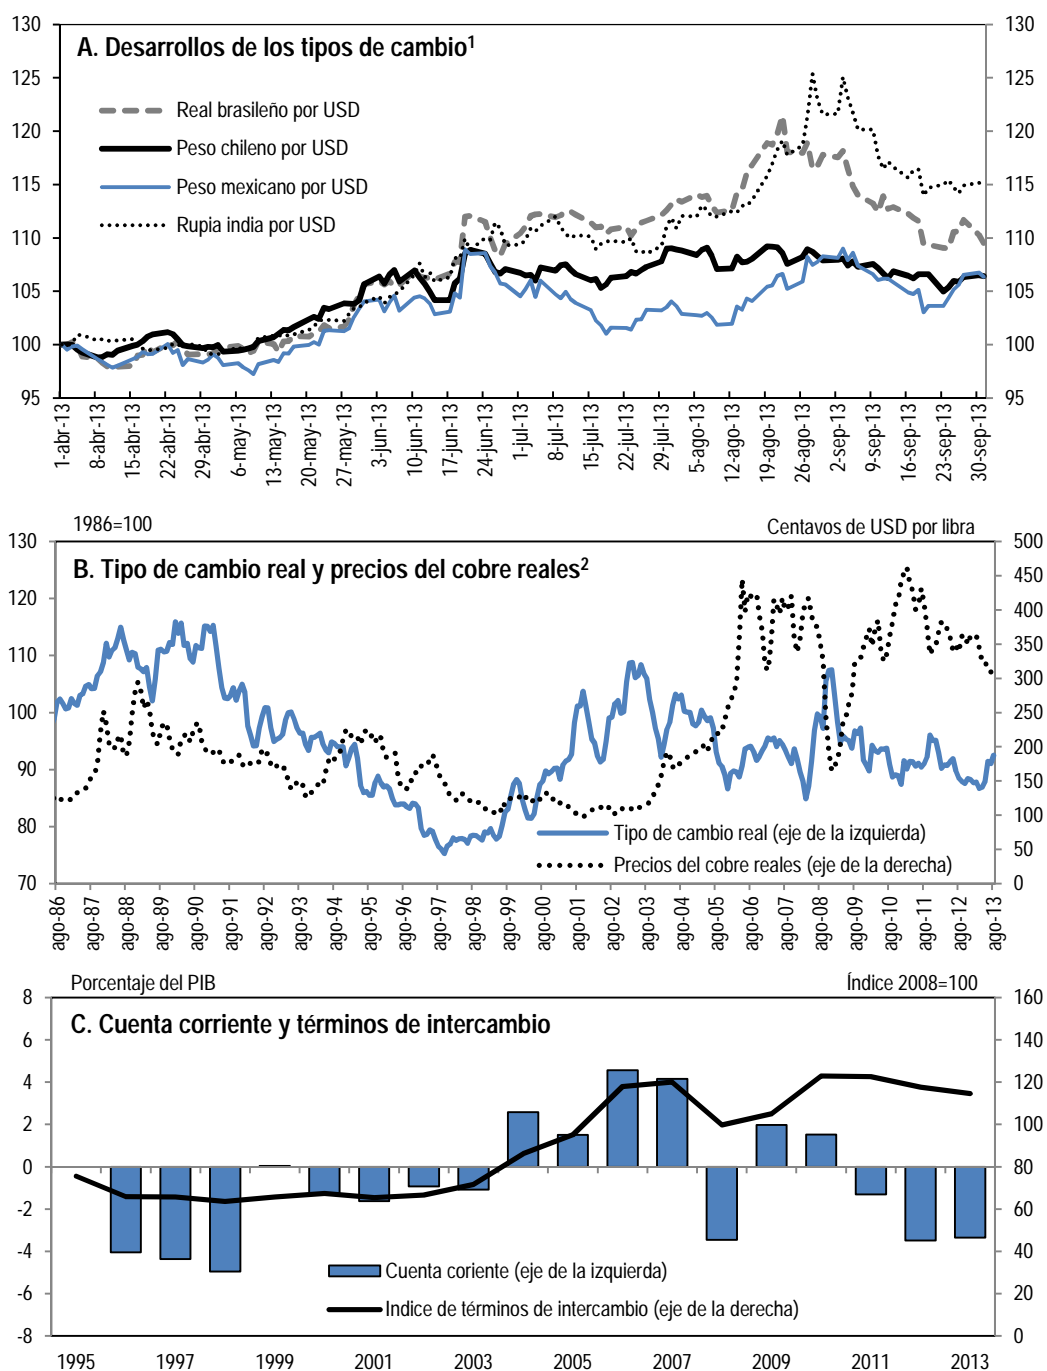 A. Desarrollos de los tipos de cambio¹
130
125
120
115
110
105
100
95
130
125
120
115
110
105
100
95
Real brasileño por USD
Peso chileno por USD
Peso mexicano por USD
Rupia india por USD
1-abr-13
8-abr-13
15-abr-13
22-abr-13
29-abr-13
6-may-13
13-may-13
20-may-13
27-may-13
3-jun-13
10-jun-13
17-jun-13
24-jun-13
1-jul-13
8-jul-13
15-jul-13
22-jul-13
29-jul-13
5-ago-13
12-ago-13
19-ago-13
26-ago-13
2-sep-13
9-sep-13
16-sep-13
23-sep-13
30-sep-13
1986=100
Centavos de USD por libra
B. Tipo de cambio real y precios del cobre reales²
130
120
110
100
90
80
70
500
450
400
350
300
250
200
150
100
50
0
Tipo de cambio real (eje de la izquierda)
Precios del cobre reales (eje de la derecha)
ago-86
ago-87
ago-88
ago-89
ago-90
ago-91
ago-92
ago-93
ago-94
ago-95
ago-96
ago-97
ago-98
ago-99
ago-00
ago-01
ago-02
ago-03
ago-04
ago-05
ago-06
ago-07
ago-08
ago-09
ago-10
ago-11
ago-12
ago-13
Porcentaje del PIB
Índice 2008=100
C. Cuenta corriente y términos de intercambio
8
6
4
2
0
-2
-4
-6
-8
160
140
120
100
80
60
40
20
0
Cuenta coriente (eje de la izquierda)
Indice de términos de intercambio (eje de la derecha)
1995
1997
1999
2001
2003
2005
2007
2009
2011
2013